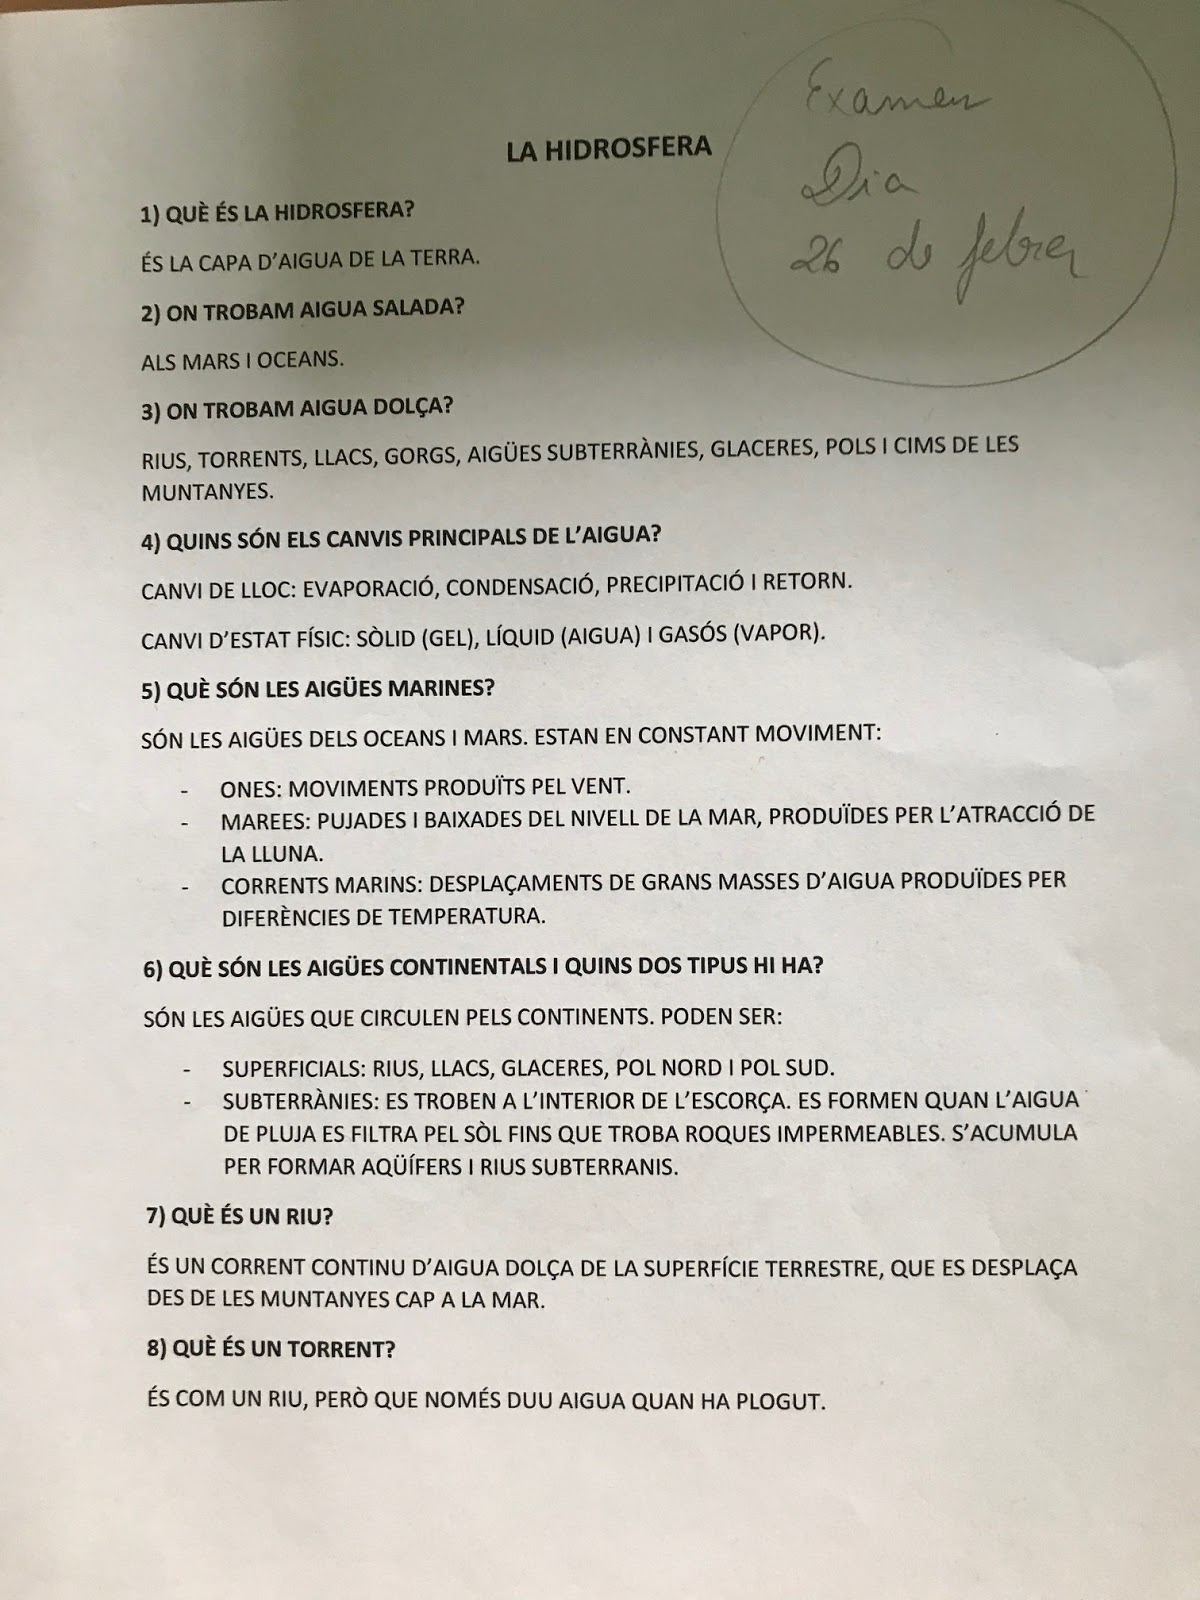 Examen
Dia
26 de febrer
LA HIDROSFERA
1) QUÈ ÉS LA HIDROSFERA?
ÉS LA CAPA D'AIGUA DE LA TERRA.
2) ON TROBAM AIGUA SALADA?
ALS MARS I OCEANS.
3) ON TROBAM AIGUA DOLÇA?
RIUS, TORRENTS, LLACS, GORGS, AIGÜES SUBTERRÀNIES, GLACERES, POLS I CIMS DE LES
MUNTANYES.
4) QUINS SÓN ELS CANVIS PRINCIPALS DE L'AIGUA?
CANVI DE LLOC: EVAPORACIÓ, CONDENSACIÓ, PRECIPITACIÓ I RETORN.
CANVI D'ESTAT FÍSIC: SÒLID (GEL), LÍQUID (AIGUA) I GASÓS (VAPOR).
5) QUÈ SÓN LES AIGÜES MARINES?
SÓN LES AIGÜES DELS OCEANS I MARS. ESTAN EN CONSTANT MOVIMENT:
- ONES: MOVIMENTS PRODUÏTS PEL VENT.
- MAREES: PUJADES I BAIXADES DEL NIVELL DE LA MAR, PRODUÏDES PER L'ATRACCIÓ DE
LA LLUNA.
- CORRENTS MARINS: DESPLAÇAMENTS DE GRANS MASSES D'AIGUA PRODUÏDES PER
DIFERÈNCIES DE TEMPERATURA.
6) QUÈ SÓN LES AIGÜES CONTINENTALS I QUINS DOS TIPUS HI HA?
SÓN LES AIGÜES QUE CIRCULEN PELS CONTINENTS. PODEN SER:
- SUPERFICIALS: RIUS, LLACS, GLACERES, POL NORD I POL SUD.
- SUBTERRÀNIES: ES TROBEN A L'INTERIOR DE L'ESCORÇA. ES FORMEN QUAN L'AIGUA
DE PLUJA ES FILTRA PEL SÒL FINS QUE TROBA ROQUES IMPERMEABLES. S'ACUMULA
PER FORMAR AQÜÍFERS I RIUS SUBTERRANIS.
7) QUÈ ÉS UN RIU?
ÉS UN CORRENT CONTINU D'AIGUA DOLÇA DE LA SUPERFÍCIE TERRESTRE, QUE ES DESPLAÇA
DES DE LES MUNTANYES CAP A LA MAR.
8) QUÈ ÉS UN TORRENT?
ÉS COM UN RIU, PERÒ QUE NOMÉS DUU AIGUA QUAN HA PLOGUT.